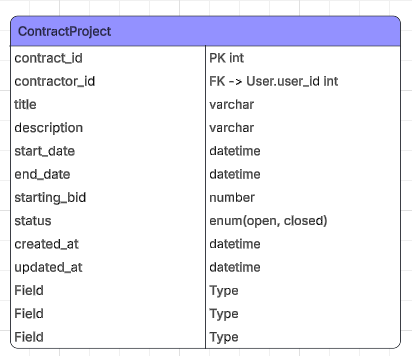 ContractProject
contract_id PK int
contractor_id FK -> User.user_id int
title varchar
description varchar
start_date datetime
end_date datetime
starting_bid number
status enum(open, closed)
created_at datetime
updated_at datetime
Field Type
Field Type
Field Type